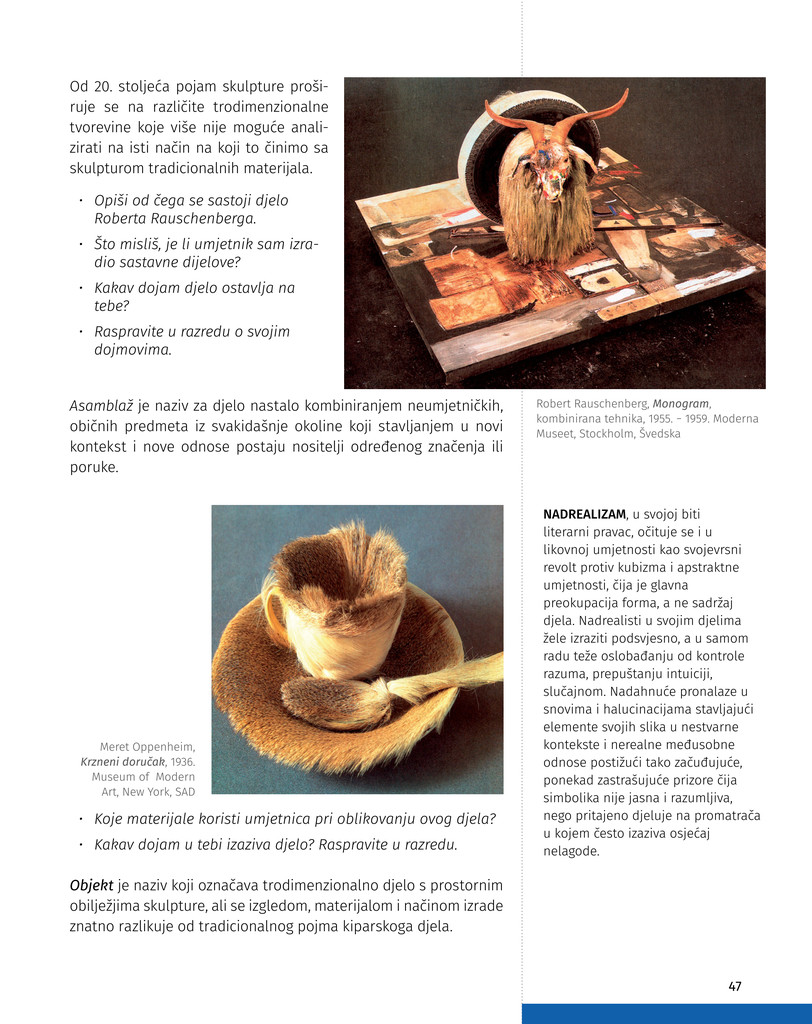 Od 20. stoljeća pojam skulpture proši-
ruje se na različite trodimenzionalne
tvorevine koje više nije moguće anali-
zirati na isti način na koji to činimo sa
skulpturom tradicionalnih materijala.
• Opiši od čega se sastoji djelo
Roberta Rauschenberga.
• Što misliš, je li umjetnik sam izra-
dio sastavne dijelove?
• Kakav dojam djelo ostavlja na
tebe?
• Raspravite u razredu o svojim
dojmovima.
Asamblaž je naziv za djelo nastalo kombiniranjem neumjetničkih,
običnih predmeta iz svakidašnje okoline koji stavljanjem u novi
kontekst i nove odnose postaju nositelji određenog značenja ili
poruke.
Robert Rauschenberg, Monogram,
kombinirana tehnika, 1955. – 1959. Moderna
Museet, Stockholm, Švedska
Meret Oppenheim,
Krzneni doručak, 1936.
Museum of Modern
Art, New York, SAD
• Koje materijale koristi umjetnica pri oblikovanju ovog djela?
• Kakav dojam u tebi izaziva djelo? Raspravite u razredu.
Objekt je naziv koji označava trodimenzionalno djelo s prostornim
obilježjima skulpture, ali se izgledom, materijalom i načinom izrade
znatno razlikuje od tradicionalnog pojma kiparskoga djela.
NADREALIZAM, u svojoj biti
literarni pravac, očituje se i u
likovnoj umjetnosti kao svojevrsni
revolt protiv kubizma i apstraktne
umjetnosti, čija je glavna
preokupacija forma, a ne sadržaj
djela. Nadrealisti u svojim djelima
žele izraziti podsvjesno, a u samom
radu teže oslobađanju od kontrole
razuma, prepuštanju intuiciji,
slučajnom. Nadahnuće pronalaze u
snovima i halucinacijama stavljajući
elemente svojih slika u nestvarne
kontekste i nerealne međusobne
odnose postižući tako začuđujuće,
ponekad zastrašujuće prizore čija
simbolika nije jasna i razumljiva,
nego pritajeno djeluje na promatrača
u kojem često izaziva osjećaj
nelagode.
47